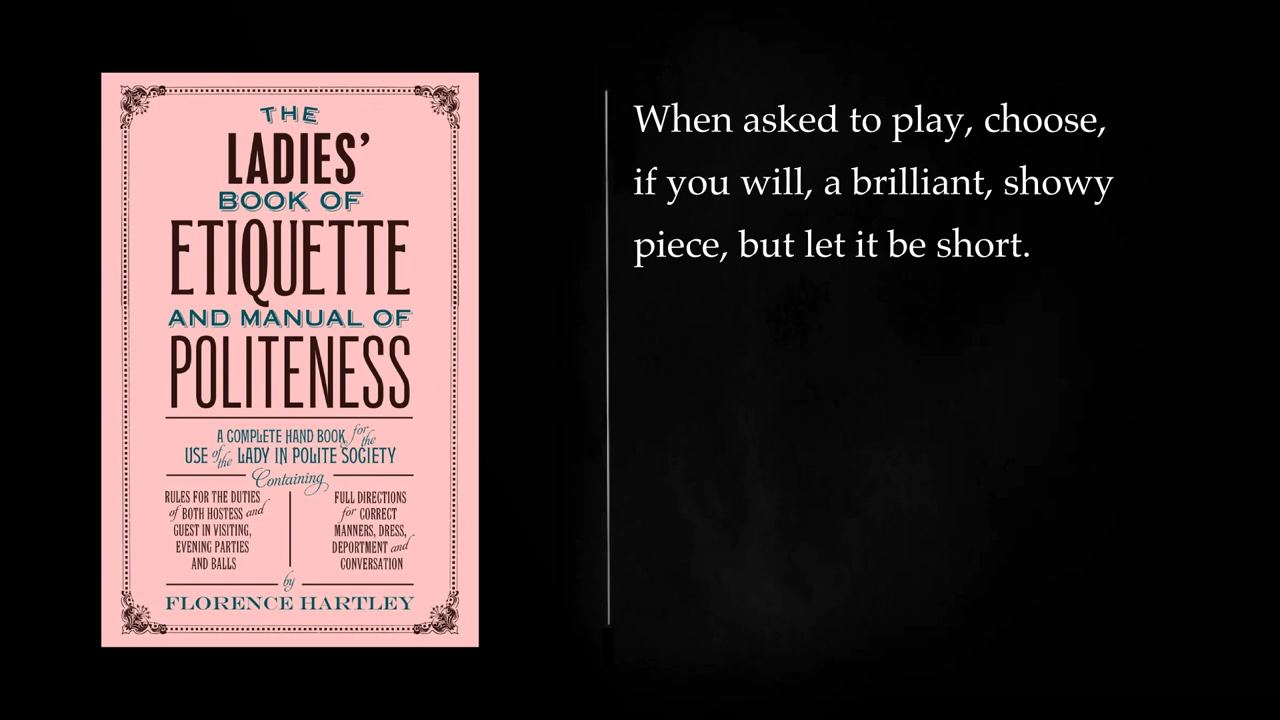 THE
LADIES'
BOOK OF
ETIQUETTE
AND MANUAL OF
POLITENESS
A COMPLETE HAND BOOK for the
USE of the LADY IN POLITE SOCIETY
Containing
RULES FOR THE DUTIES
of BOTH HOSTESS and
GUEST IN VISITING,
EVENING PARTIES
AND BALLS
FULL DIRECTIONS
for CORRECT
MANNERS, DRESS,
DEPORTMENT and
CONVERSATION
by
FLORENCE HARTLEY
When asked to play, choose,
if you will, a brilliant, showy
piece, but let it be short.